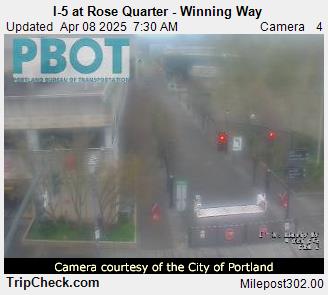 I-5 at Rose Quarter - Winning Way
Updated Apr 08 2025 7:30 AM Camera 4
PBOT
PORTLAND BUREAU OF TRANSPORTATION
Camera courtesy of the City of Portland
TripCheck.com Milepost302.00